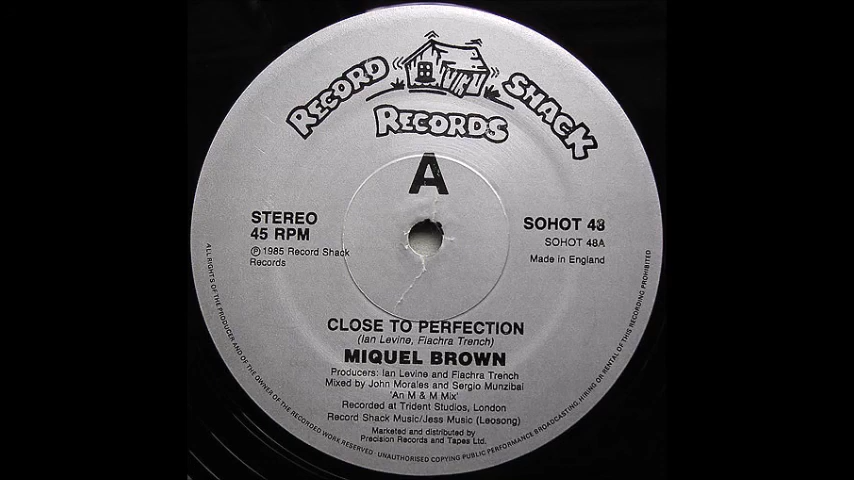 RECORD SHACK
RECORDS
A
STEREO
45 RPM
℗ 1985 Record Shack
Records
SOHOT 48
SOHOT 48A
Made in England
CLOSE TO PERFECTION
(Ian Levine, Fiachra Trench)
MIQUEL BROWN
Producers: Ian Levine and Fiachra Trench
Mixed by John Morales and Sergio Munzibai
'An M & M Mix'
Recorded at Trident Studios, London
Record Shack Music/Jess Music (Leosong)
Marketed and distributed by
Precision Records and Tapes Ltd.
ALL RIGHTS OF THE PRODUCER AND OF THE OWNER OF THE RECORDED WORK RESERVED · UNAUTHORISED COPYING PUBLIC PERFORMANCE BROADCASTING, HIRING OR RENTAL OF THIS RECORDING PROHIBITED